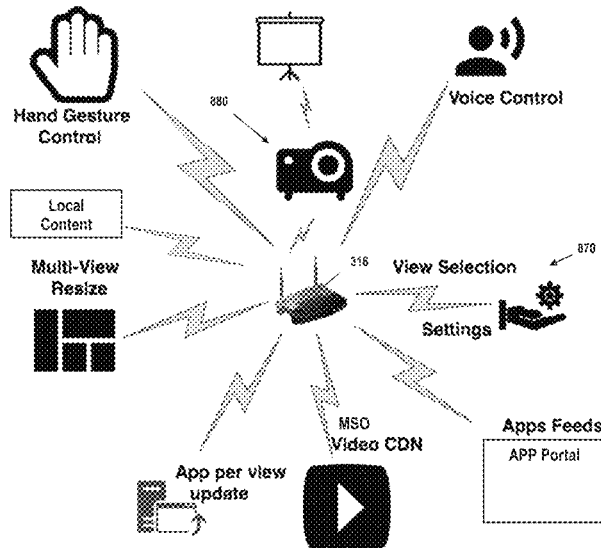 Hand Gesture
Control
880
Voice Control
Local
Content
Multi-View
Resize
316
View Selection
870
Settings
MSO
Video CDN
App per view
update
Apps Feeds
APP Portal